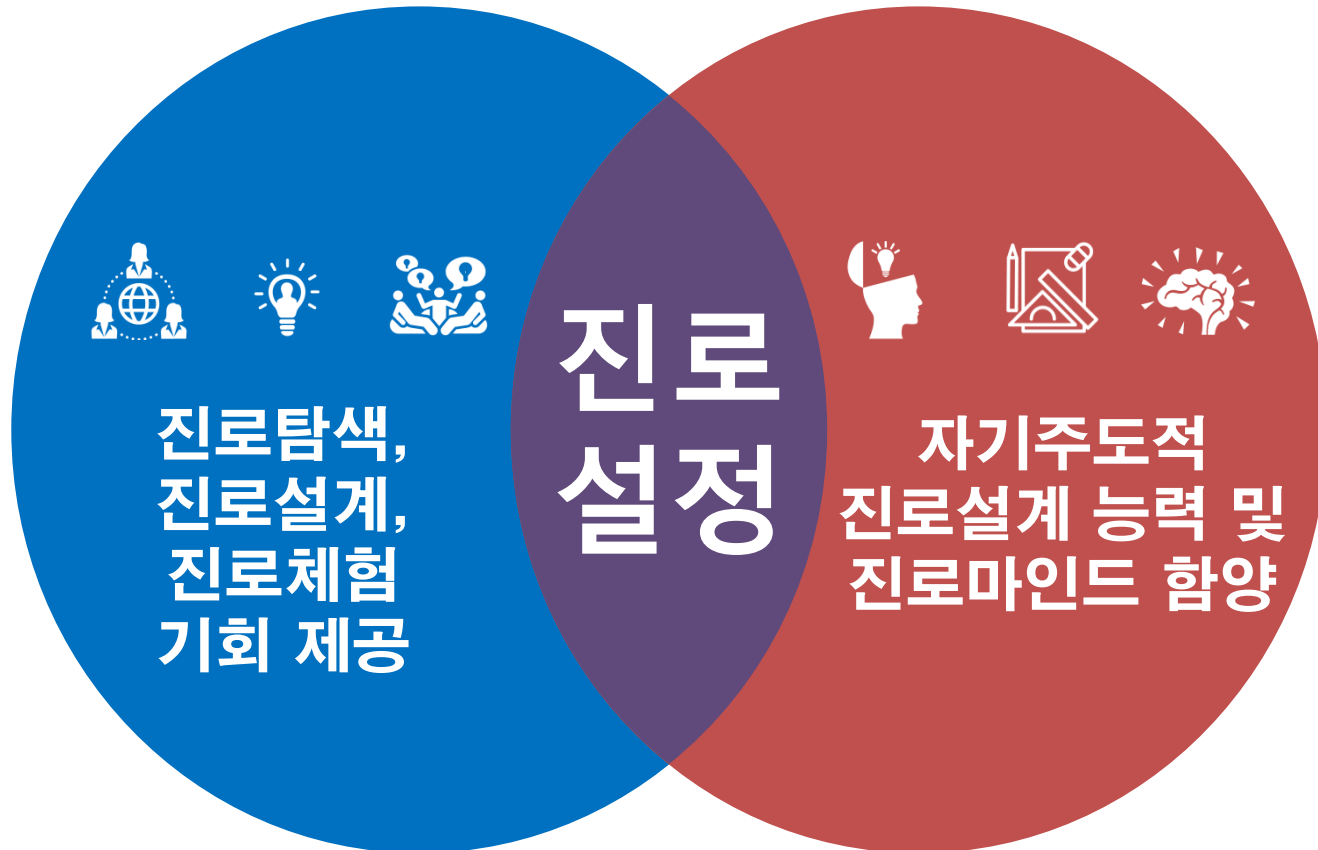 진로탐색,
진로설계,
진로체험
기회 제공
진로
설정
자기주도적
진로설계 능력 및
진로마인드 함양